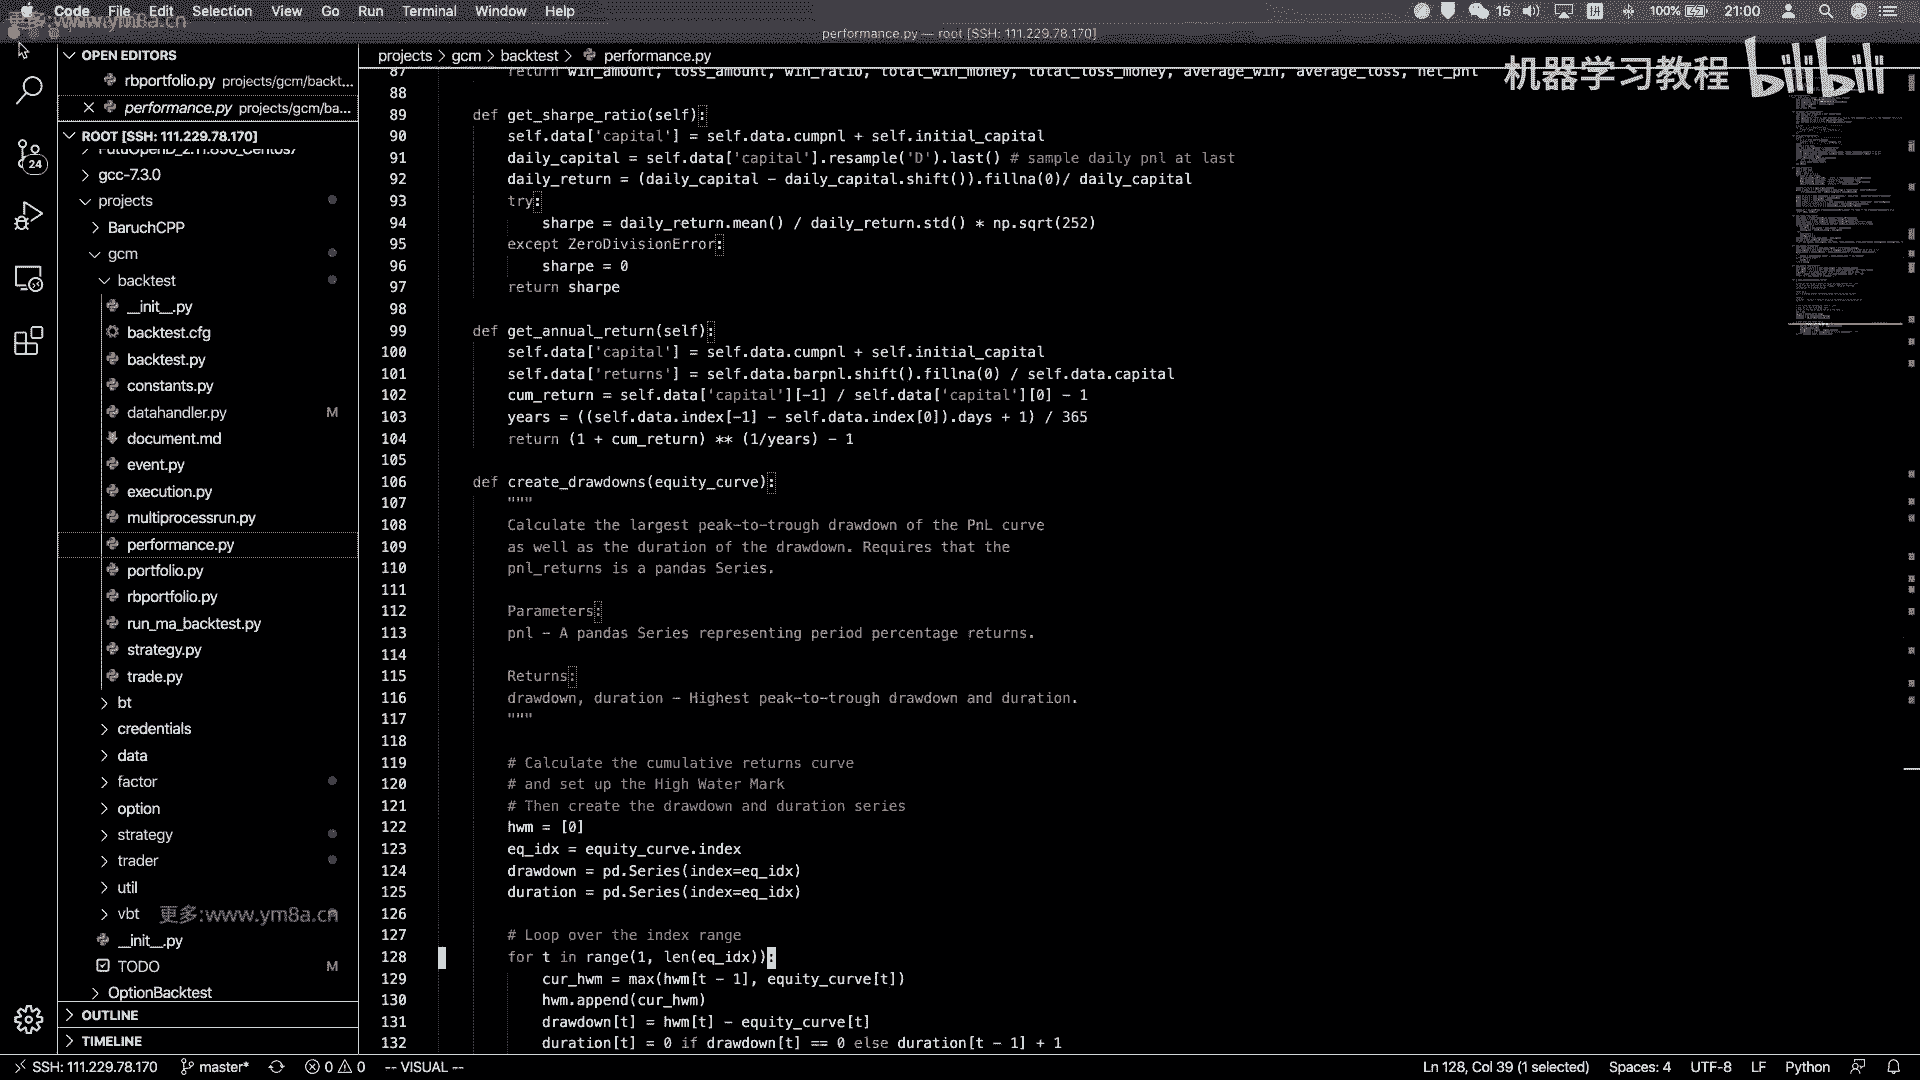 Code File Edit Selection View Go Run Terminal Window Help
15 100% 21:00
更多:www.ym8a.cn
performance.py — root [SSH: 111.229.78.170]
机器学习教程 bilibili
OPEN EDITORS
rbportfolio.py projects/gcm/backt...
performance.py projects/gcm/ba...
ROOT [SSH: 111.229.78.170]
gcc-7.3.0
projects
BaruchCPP
gcm
backtest
__init__.py
backtest.cfg
backtest.py
constants.py
datahandler.py M
document.md
event.py
execution.py
multiprocessrun.py
performance.py
portfolio.py
rbportfolio.py
run_ma_backtest.py
strategy.py
trade.py
bt
credentials
data
factor
option
strategy
trader
util
vbt
更多:www.ym8a.cn
__init__.py
TODO M
OptionBacktest
OUTLINE
TIMELINE
24
projects > gcm > backtest > performance.py
87 return win_amount, loss_amount, win_ratio, total_win_money, total_loss_money, average_win, average_loss, net_pnl
88
89 def get_sharpe_ratio(self):
90 self.data['capital'] = self.data.cumpnl + self.initial_capital
91 daily_capital = self.data['capital'].resample('D').last() # sample daily pnl at last
92 daily_return = (daily_capital - daily_capital.shift()).fillna(0)/ daily_capital
93 try:
94 sharpe = daily_return.mean() / daily_return.std() * np.sqrt(252)
95 except ZeroDivisionError:
96 sharpe = 0
97 return sharpe
98
99 def get_annual_return(self):
100 self.data['capital'] = self.data.cumpnl + self.initial_capital
101 self.data['returns'] = self.data.barpnl.shift().fillna(0) / self.data.capital
102 cum_return = self.data['capital'][-1] / self.data['capital'][0] - 1
103 years = ((self.data.index[-1] - self.data.index[0]).days + 1) / 365
104 return (1 + cum_return) ** (1/years) - 1
105
106 def create_drawdowns(equity_curve):
107 """
108 Calculate the largest peak-to-trough drawdown of the PnL curve
109 as well as the duration of the drawdown. Requires that the
110 pnl_returns is a pandas Series.
111
112 Parameters:
113 pnl - A pandas Series representing period percentage returns.
114
115 Returns:
116 drawdown, duration - Highest peak-to-trough drawdown and duration.
117 """
118
119 # Calculate the cumulative returns curve
120 # and set up the High Water Mark
121 # Then create the drawdown and duration series
122 hwm = [0]
123 eq_idx = equity_curve.index
124 drawdown = pd.Series(index=eq_idx)
125 duration = pd.Series(index=eq_idx)
126
127 # Loop over the index range
128 for t in range(1, len(eq_idx)):
129 cur_hwm = max(hwm[t - 1], equity_curve[t])
130 hwm.append(cur_hwm)
131 drawdown[t] = hwm[t] - equity_curve[t]
132 duration[t] = 0 if drawdown[t] == 0 else duration[t - 1] + 1
SSH: 111.229.78.170 master* 0 0 -- VISUAL -- Ln 128, Col 39 (1 selected) Spaces: 4 UTF-8 LF Python